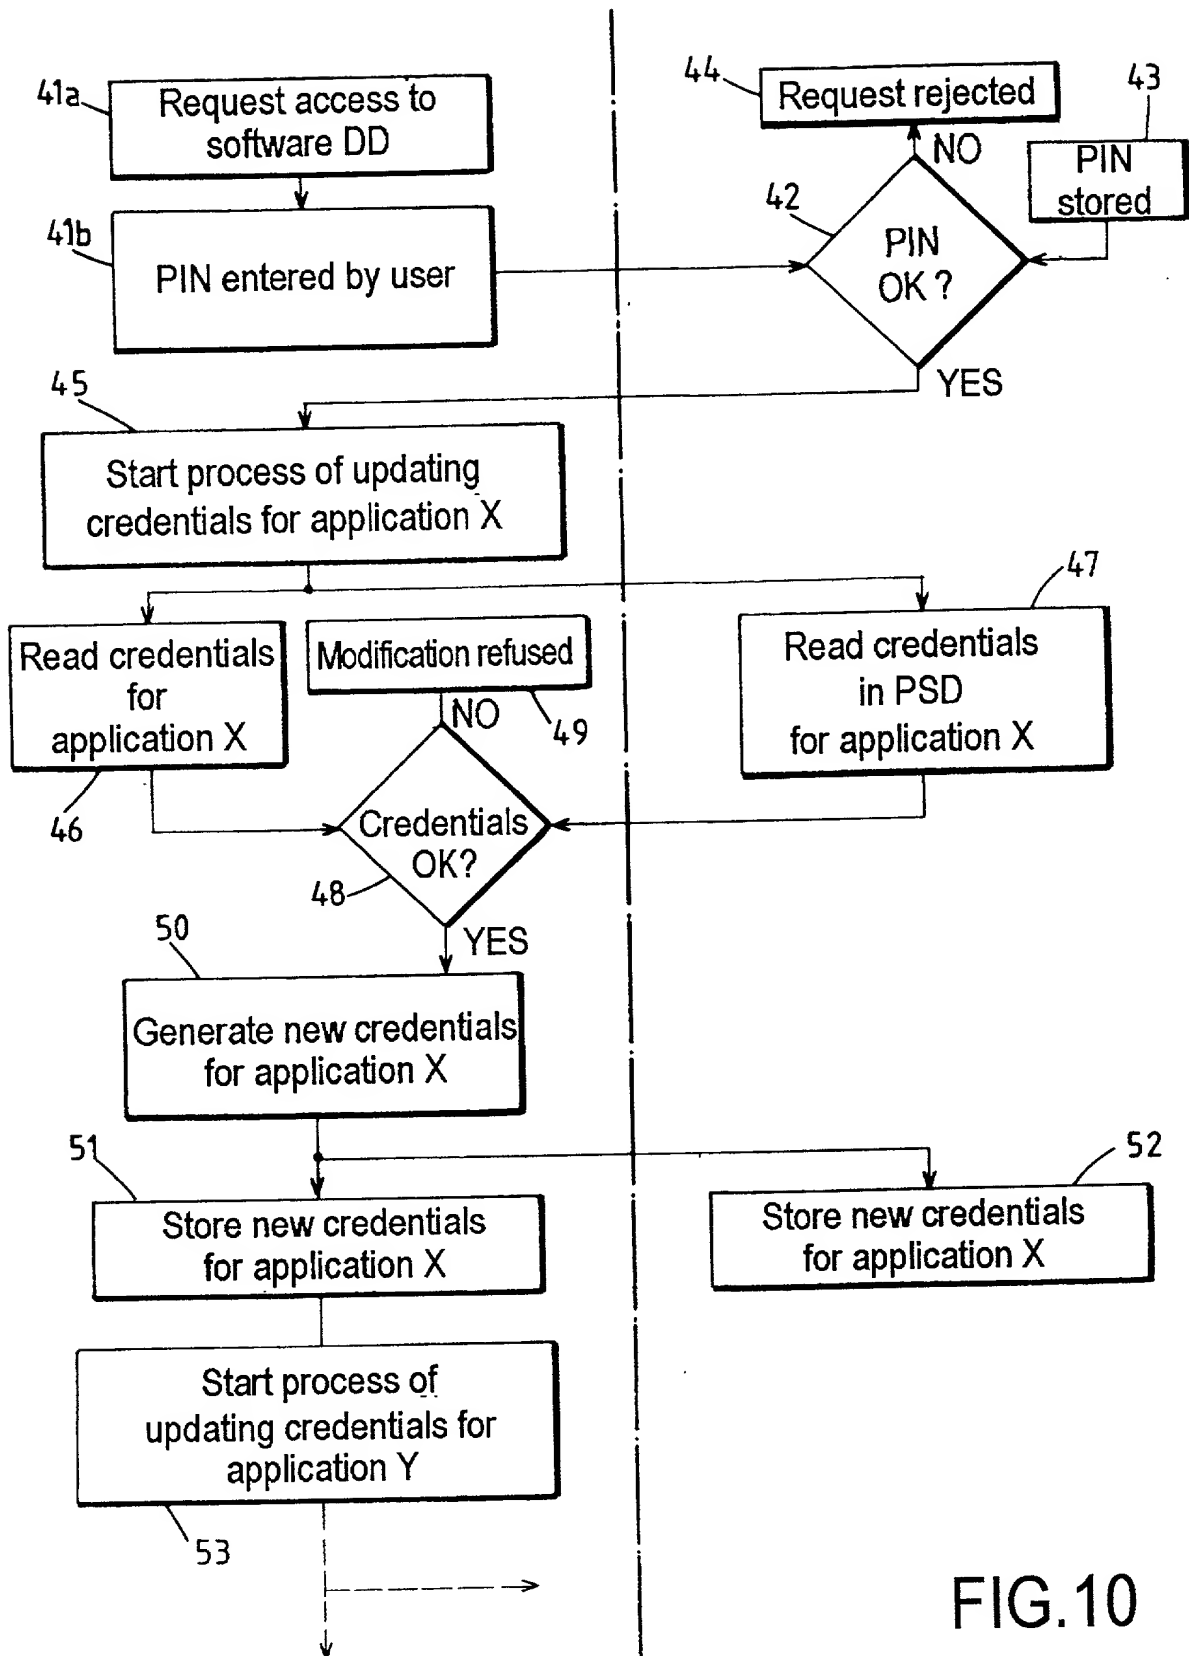 41a
Request access to
software DD
44
Request rejected
43
NO
PIN
stored
41b
PIN entered by user
42
PIN
OK ?
YES
45
Start process of updating
credentials for application X
47
Read credentials
for
application X
46
Modification refused
49
NO
Read credentials
in PSD
for application X
Credentials
OK?
48
YES
50
Generate new credentials
for application X
51
Store new credentials
for application X
52
Store new credentials
for application X
Start process of
updating credentials for
application Y
53
FIG.10